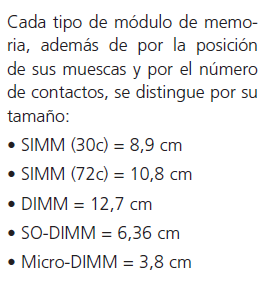 Cada tipo de módulo de memo-
ria, además de por la posición
de sus muescas y por el número
de contactos, se distingue por su
tamaño:
• SIMM (30c) = 8,9 cm
• SIMM (72c) = 10,8 cm
• DIMM = 12,7 cm
• SO-DIMM = 6,36 cm
• Micro-DIMM = 3,8 cm